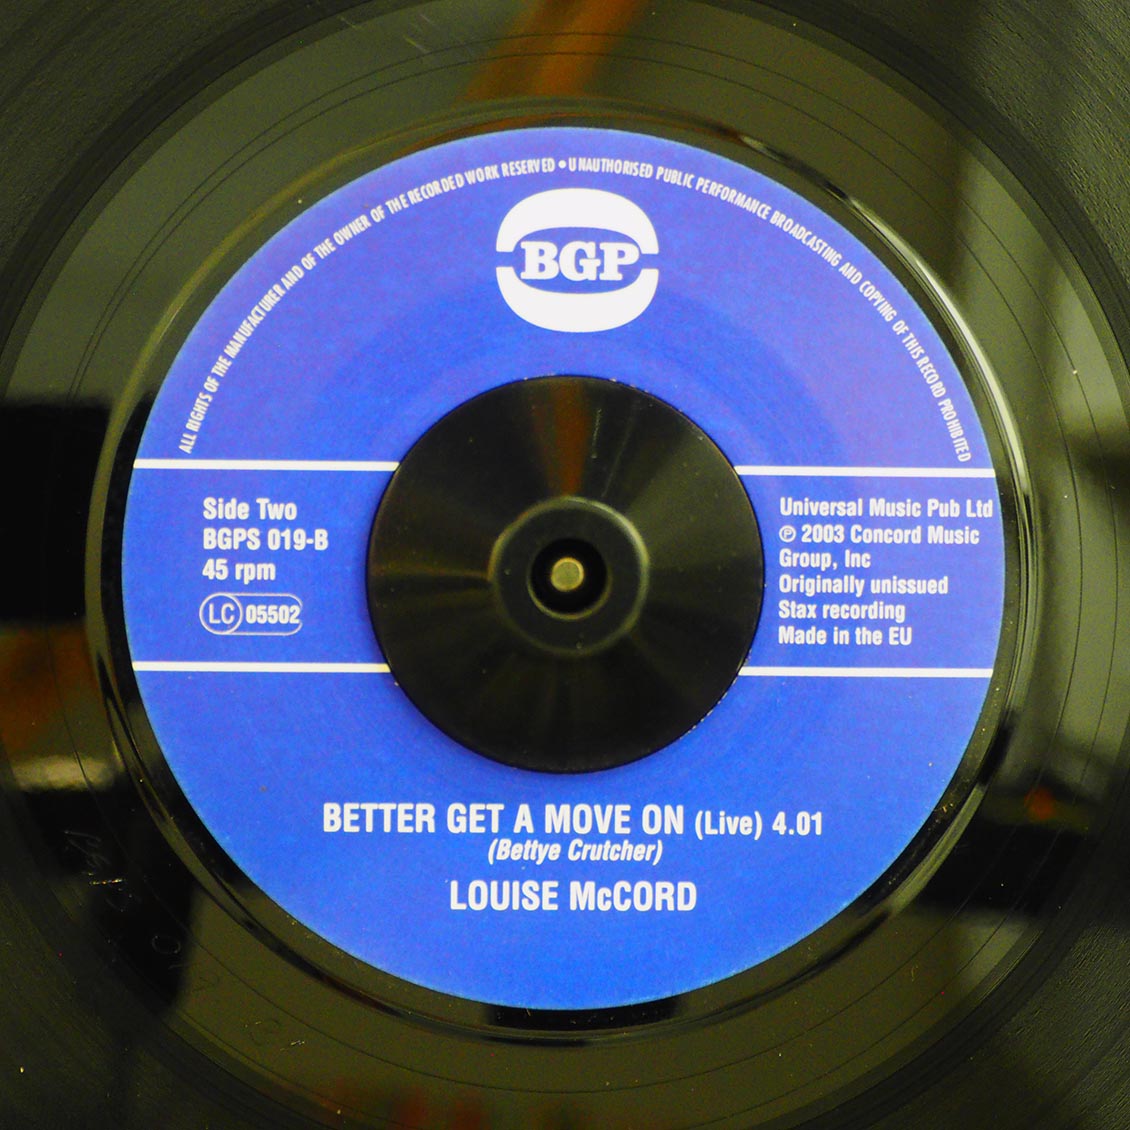 ALL RIGHTS OF THE MANUFACTURER AND OF THE OWNER OF THE RECORDED WORK RESERVED • UNAUTHORISED PUBLIC PERFORMANCE BROADCASTING AND COPYING OF THIS RECORD PROHIBITED
BGP
Side Two
BGPS 019-B
45 rpm
LC 05502
Universal Music Pub Ltd
℗ 2003 Concord Music
Group, Inc
Originally unissued
Stax recording
Made in the EU
BETTER GET A MOVE ON (Live) 4.01
(Bettye Crutcher)
LOUISE McCORD